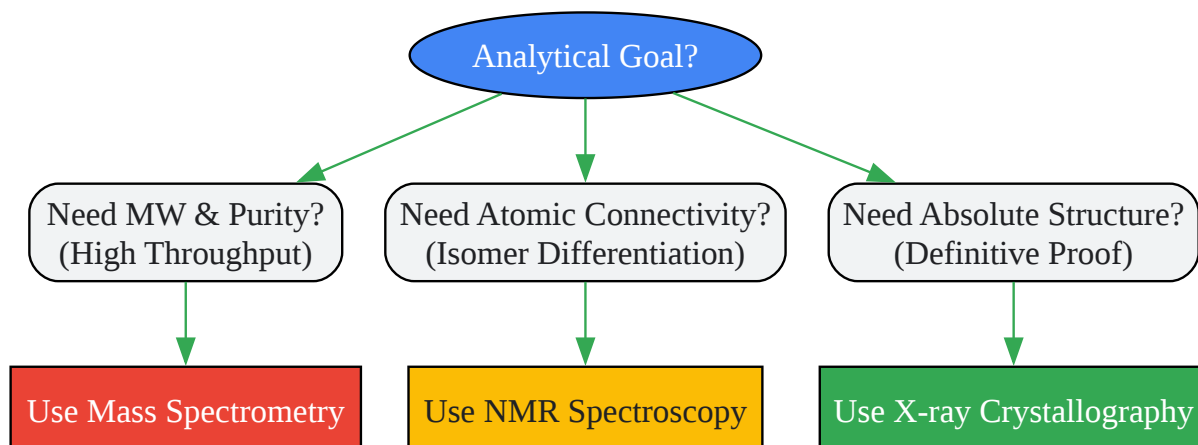 Analytical Goal?
Need MW & Purity?
(High Throughput)
Need Atomic Connectivity?
(Isomer Differentiation)
Need Absolute Structure?
(Definitive Proof)
Use Mass Spectrometry
Use NMR Spectroscopy
Use X-ray Crystallography